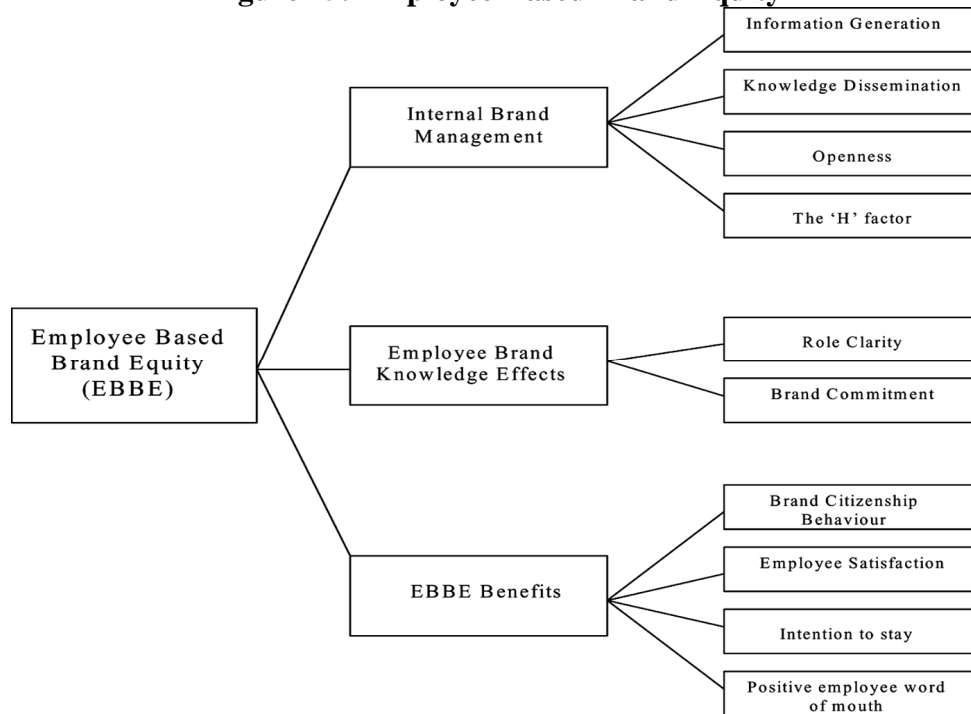 Information Generation
Knowledge Dissemination
Internal Brand
Management
Openness
The ‘H’ factor
Employee Based
Brand Equity
(EBBE)
Employee Brand
Knowledge Effects
Role Clarity
Brand Commitment
Brand Citizenship
Behaviour
Employee Satisfaction
EBBE Benefits
Intention to stay
Positive employee word
of mouth